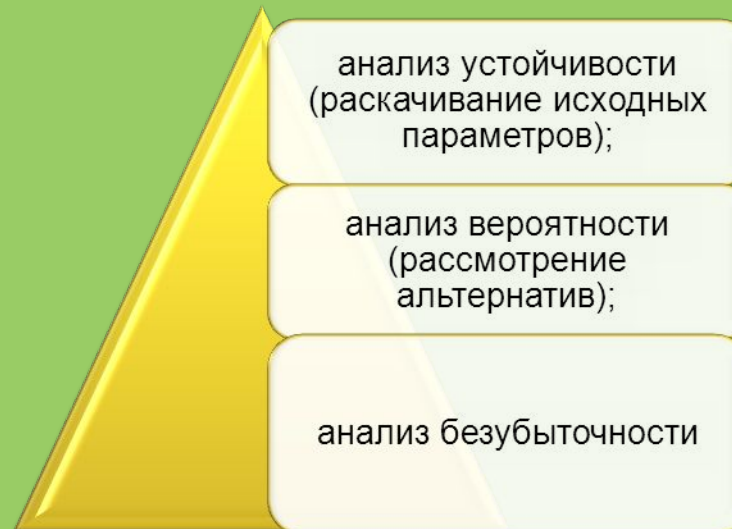 анализ устойчивости
(раскачивание исходных
параметров);
анализ вероятности
(рассмотрение
альтернатив);
анализ безубыточности